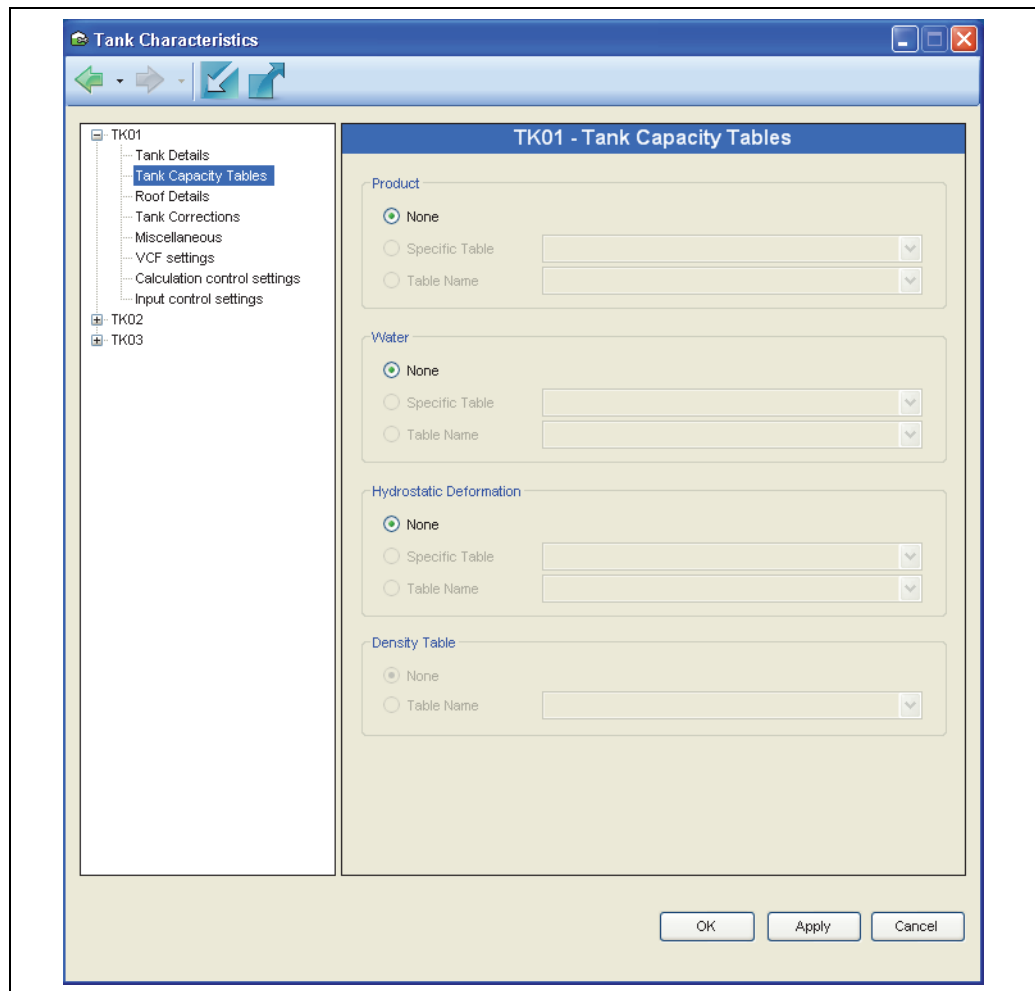 Tank Characteristics
TK01
Tank Details
Tank Capacity Tables
Roof Details
Tank Corrections
Miscellaneous
VCF settings
Calculation control settings
Input control settings
TK02
TK03
TK01 - Tank Capacity Tables
Product
None
Specific Table
Table Name
Water
None
Specific Table
Table Name
Hydrostatic Deformation
None
Specific Table
Table Name
Density Table
None
Table Name
OK Apply Cancel